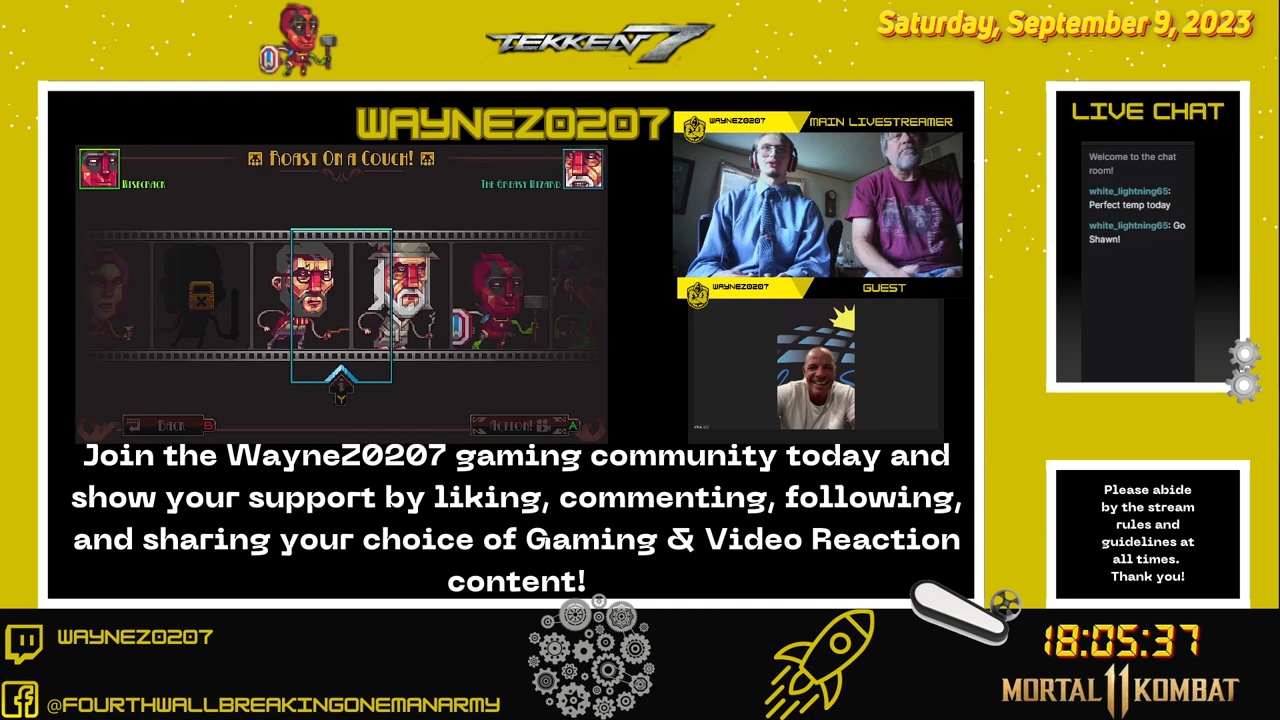 TEKKEN 7
Saturday, September 9, 2023
WAYNEZ0207
WAYNEZ0207
MAIN LIVESTREAMER
ROAST ON A COUCH!
WISECRACK
THE GREASY WIZARD
BACK B
ACTION! A
Y
WAYNEZ0207
GUEST
Join the WayneZ0207 gaming community today and
show your support by liking, commenting, following,
and sharing your choice of Gaming & Video Reaction
content!
LIVE CHAT
Welcome to the chat
room!
white_lightning65:
Perfect temp today
white_lightning65: Go
Shawn!
Please abide
by the stream
rules and
guidelines at
all times.
Thank you!
WAYNEZ0207
@FOURTHWALLBREAKINGONEMANARMY
18:05:37
MORTAL KOMBAT 11